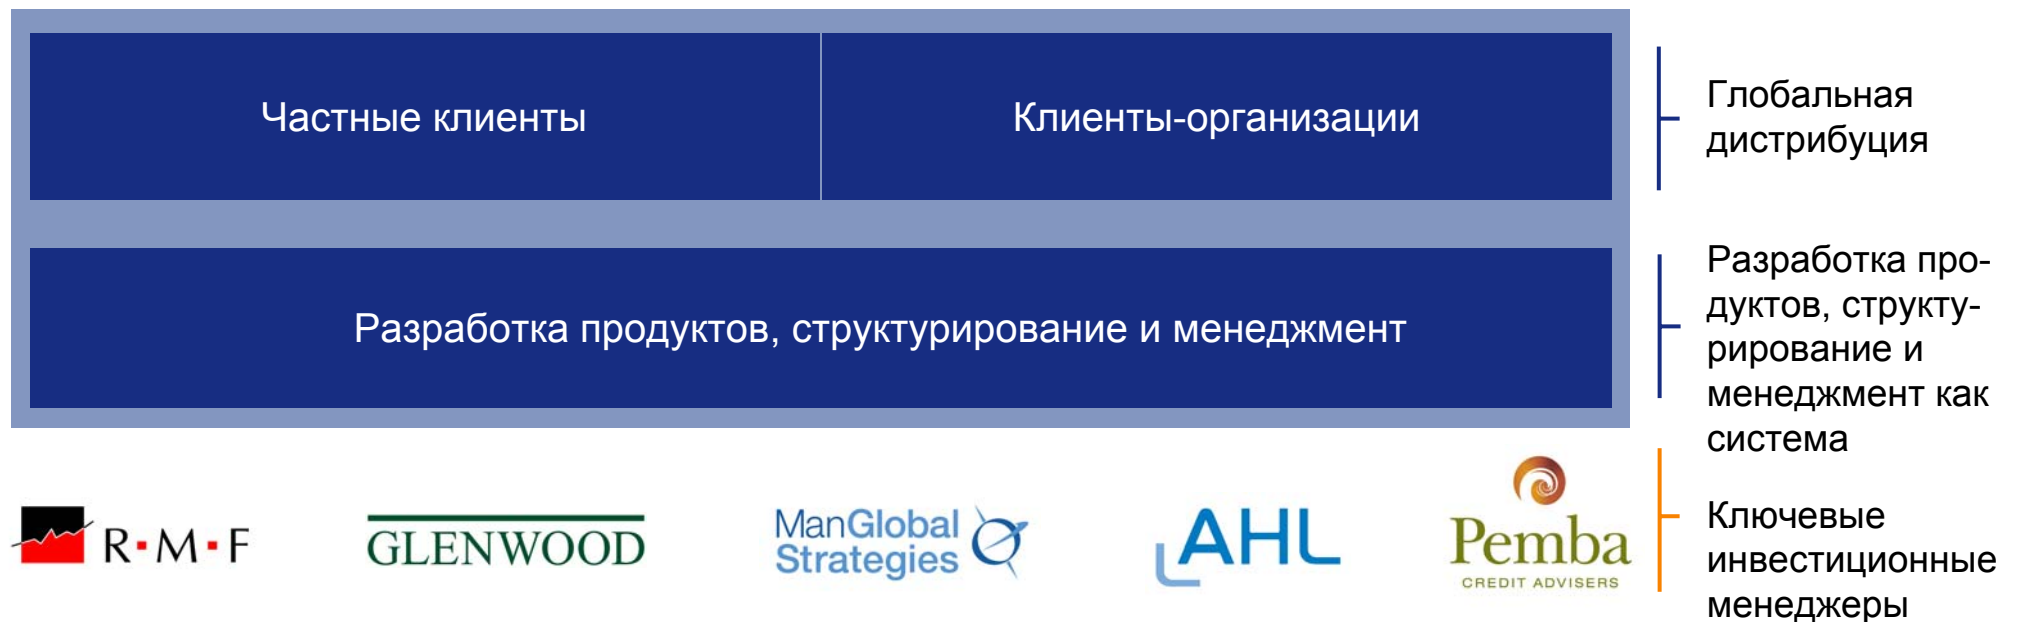 Частные клиенты
Клиенты-организации
Глобальная
дистрибуция
Разработка продуктов, структурирование и менеджмент
Разработка про-
дуктов, структу-
рирование и
менеджмент как
система
R·M·F
GLENWOOD
ManGlobal
Strategies
AHL
Pemba
CREDIT ADVISERS
Ключевые
инвестиционные
менеджеры